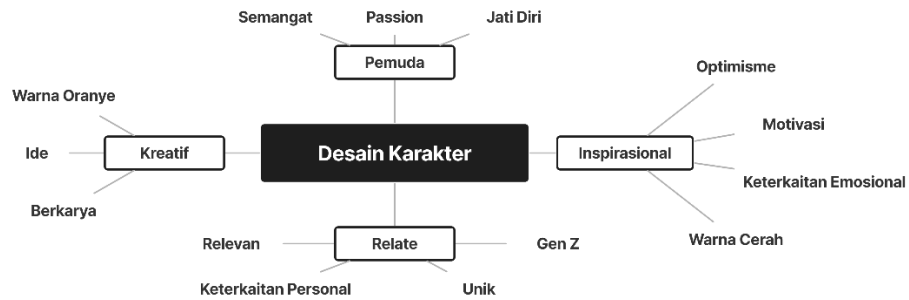 Semangat
Passion
Jati Diri
Pemuda
Optimisme
Warna Oranye
Motivasi
Ide
Kreatif
Desain Karakter
Inspirasional
Keterkaitan Emosional
Berkarya
Relevan
Relate
Gen Z
Warna Cerah
Keterkaitan Personal
Unik